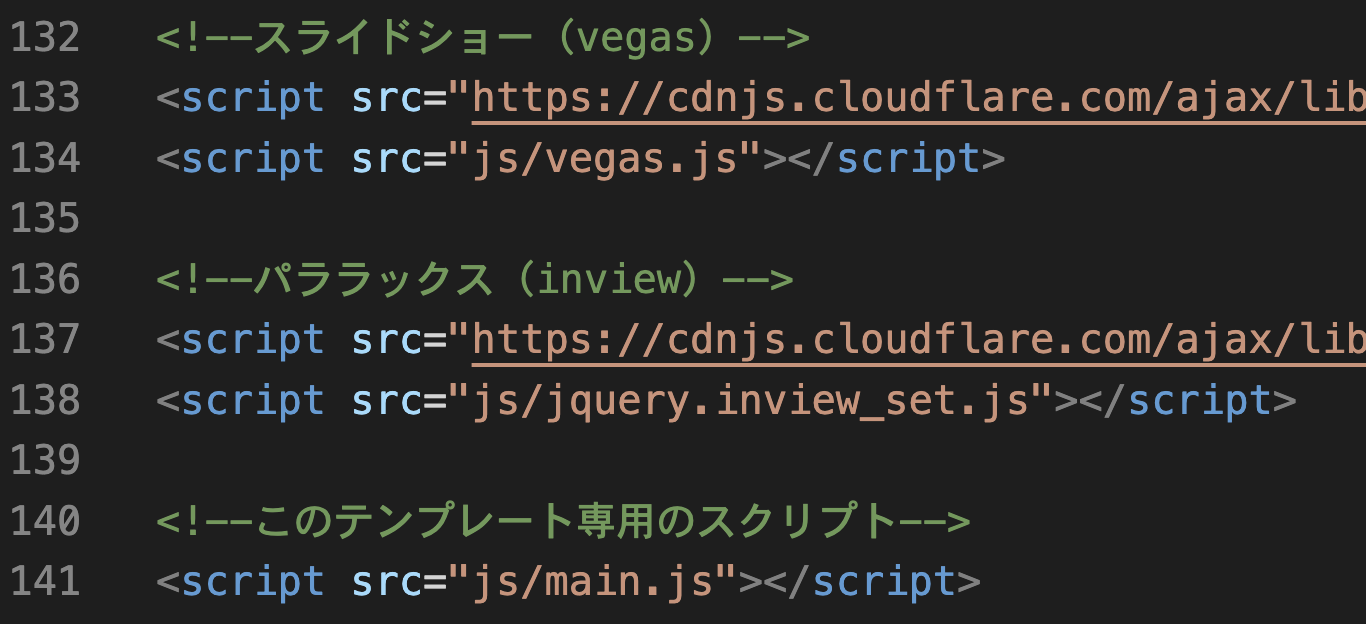 132 <!--スライドショー（vegas）-->
133 <script src="https://cdnjs.cloudflare.com/ajax/lib
134 <script src="js/vegas.js"></script>
135
136 <!--パララックス（inview）-->
137 <script src="https://cdnjs.cloudflare.com/ajax/lib
138 <script src="js/jquery.inview_set.js"></script>
139
140 <!--このテンプレート専用のスクリプト-->
141 <script src="js/main.js"></script>